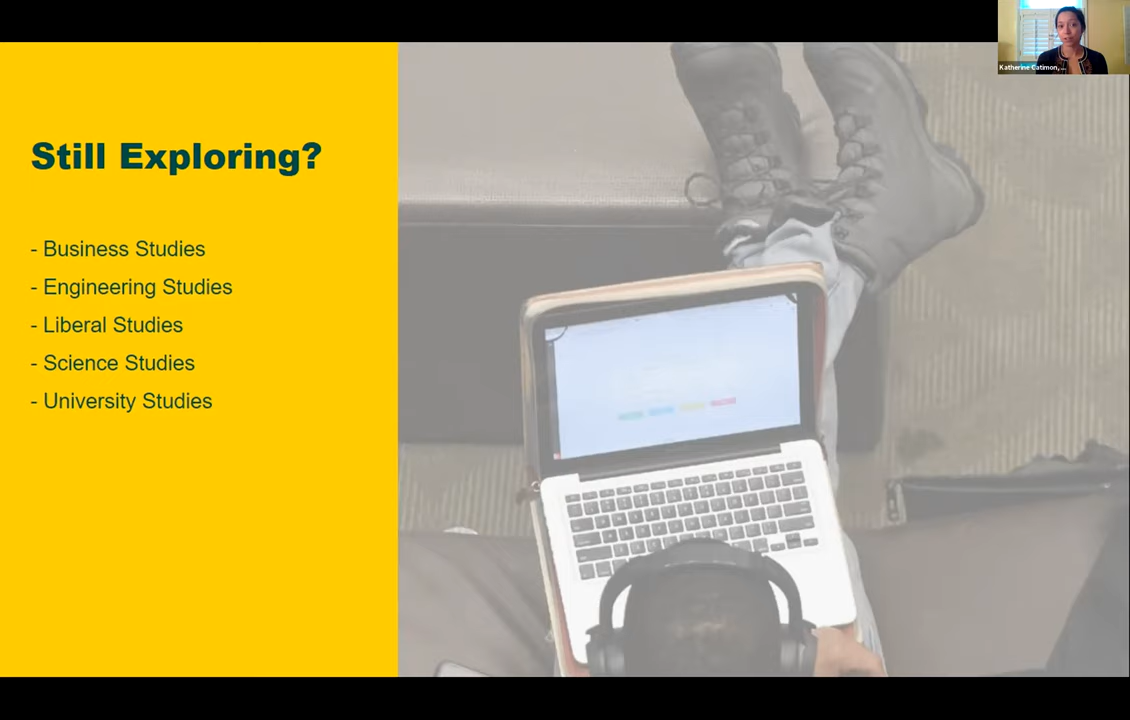 Katherine Catimon,...
Still Exploring?
- Business Studies
- Engineering Studies
- Liberal Studies
- Science Studies
- University Studies